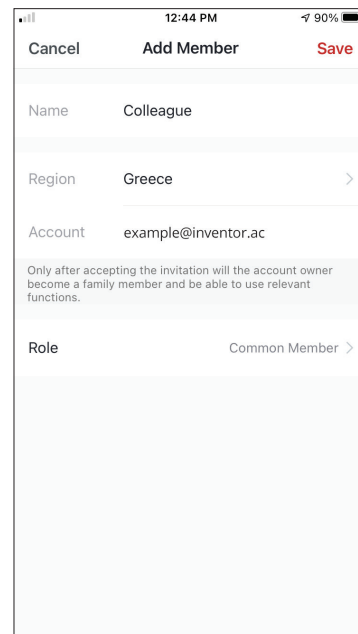 12:44 PM 90%
Cancel Add Member Save
Name Colleague
Region Greece
Account example@inventor.ac
Only after accepting the invitation will the account owner
become a family member and be able to use relevant
functions.
Role Common Member